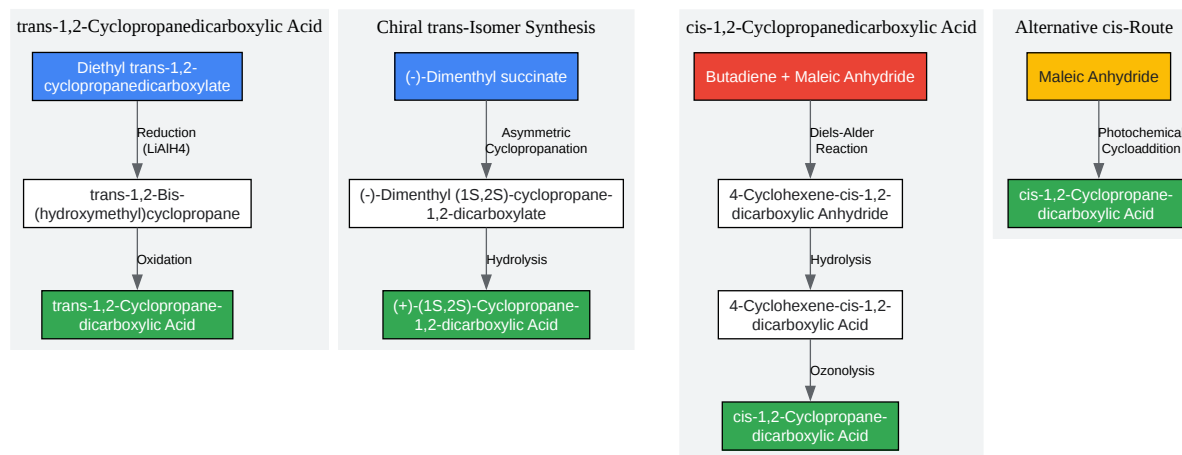 trans-1,2-Cyclopropanedicarboxylic Acid
Diethyl trans-1,2-
cyclopropanedicarboxylate
Reduction
(LiAlH4)
trans-1,2-Bis-
(hydroxymethyl)cyclopropane
Oxidation
trans-1,2-Cyclopropane-
dicarboxylic Acid
Chiral trans-Isomer Synthesis
(-)-Dimenthyl succinate
Asymmetric
Cyclopropanation
(-)-Dimenthyl (1S,2S)-cyclopropane-
1,2-dicarboxylate
Hydrolysis
(+)-(1S,2S)-Cyclopropane-
1,2-dicarboxylic Acid
cis-1,2-Cyclopropanedicarboxylic Acid
Butadiene + Maleic Anhydride
Diels-Alder
Reaction
4-Cyclohexene-cis-1,2-
dicarboxylic Anhydride
Hydrolysis
4-Cyclohexene-cis-1,2-
dicarboxylic Acid
Ozonolysis
cis-1,2-Cyclopropane-
dicarboxylic Acid
Alternative cis-Route
Maleic Anhydride
Photochemical
Cycloaddition
cis-1,2-Cyclopropane-
dicarboxylic Acid